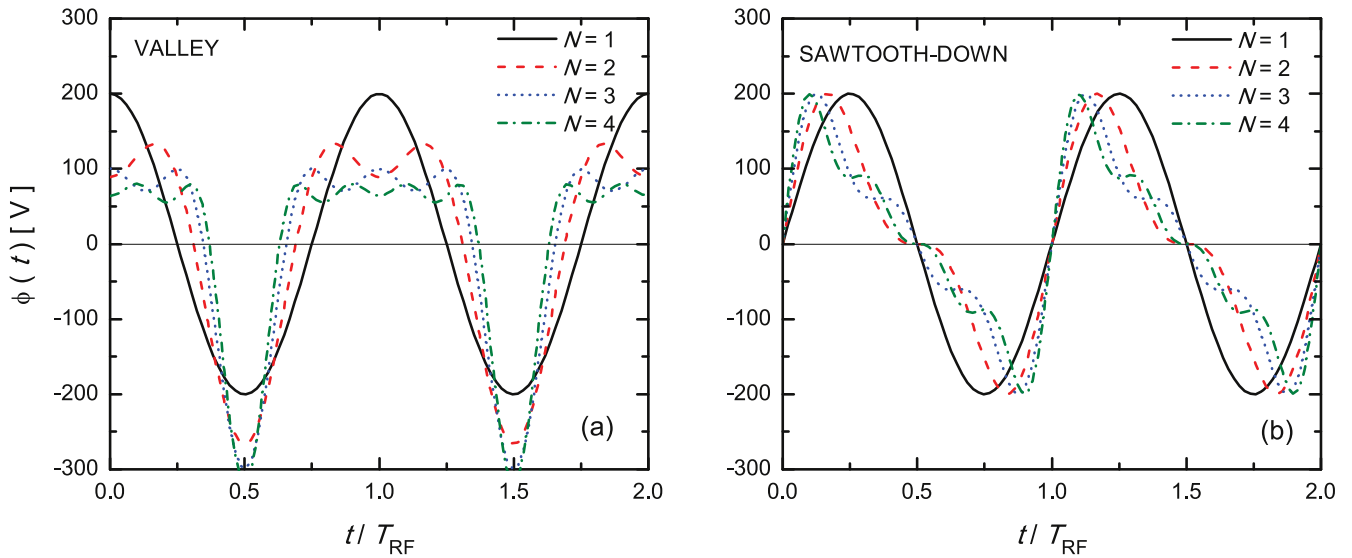 VALLEY
N = 1
N = 2
N = 3
N = 4
300
200
100
0
-100
-200
-300
ϕ (t) [ V ]
(a)
0.0 0.5 1.0 1.5 2.0
t / T_RF
SAWTOOTH-DOWN
N = 1
N = 2
N = 3
N = 4
300
200
100
0
-100
-200
-300
(b)
0.0 0.5 1.0 1.5 2.0
t / T_RF